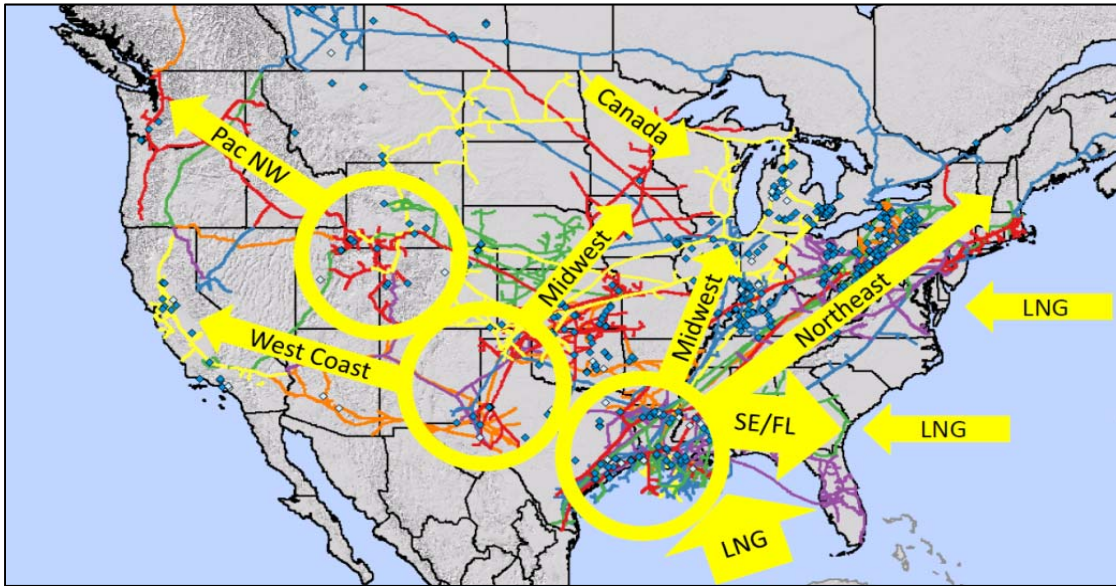 Canada
Pac NW
Midwest
Midwest
Northeast
LNG
West Coast
SE/FL
LNG
LNG